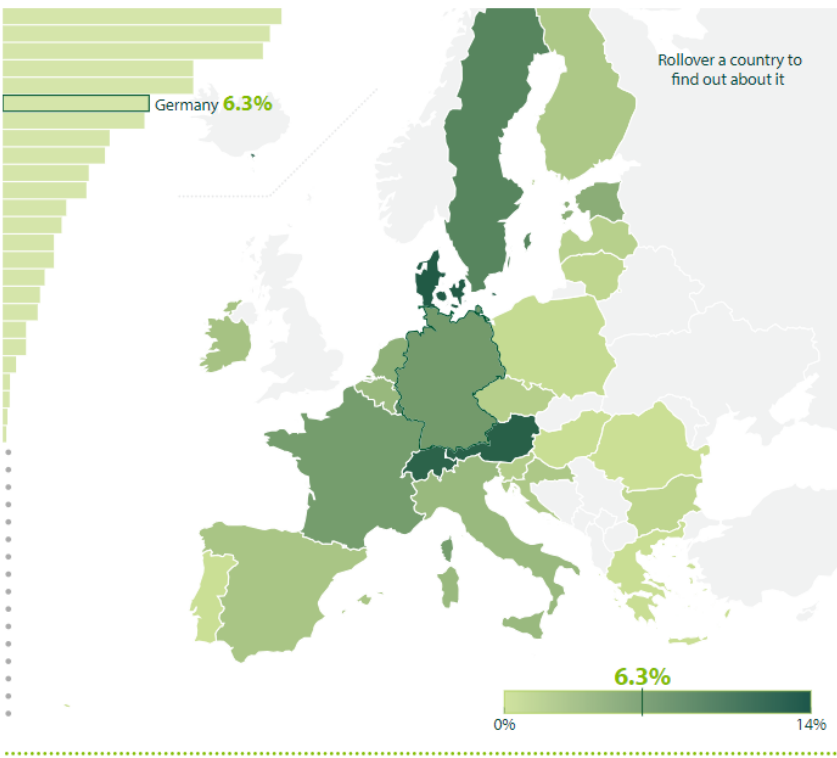 Rollover a country to
find out about it
Germany 6.3%
6.3%
0%
14%